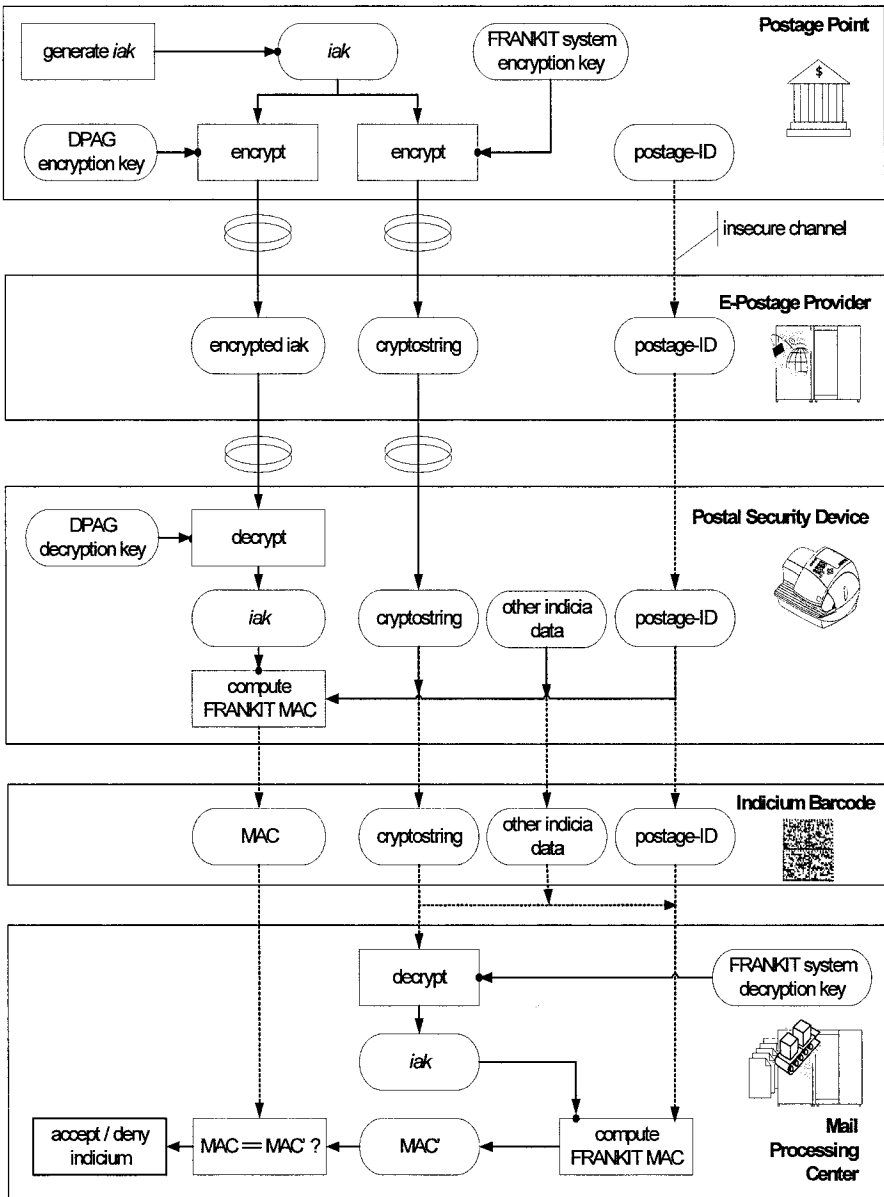 Postage Point
generate iak
iak
FRANKIT system
encryption key
$
DPAG
encryption key
encrypt
encrypt
postage-ID
insecure channel
E-Postage Provider
encrypted iak
cryptostring
postage-ID
Postal Security Device
DPAG
decryption key
decrypt
iak
cryptostring
other indicia
data
postage-ID
compute
FRANKIT MAC
Indicium Barcode
MAC
cryptostring
other indicia
data
postage-ID
decrypt
FRANKIT system
decryption key
iak
accept / deny
indicium
MAC == MAC' ?
MAC'
compute
FRANKIT MAC
Mail
Processing
Center